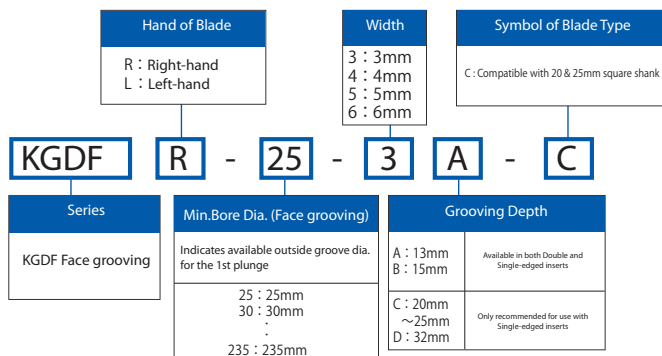 Hand of Blade
R：Right-hand
L：Left-hand
Width
3：3mm
4：4mm
5：5mm
6：6mm
Symbol of Blade Type
C : Compatible with 20 & 25mm square shank
KGDF R - 25 - 3 A - C
Series
KGDF Face grooving
Min.Bore Dia. (Face grooving)
Indicates available outside groove dia.
for the 1st plunge
25：25mm
30：30mm
：
235：235mm
Grooving Depth
A：13mm
B：15mm
Available in both Double and
Single-edged inserts
C：20mm
～25mm
D：32mm
Only recommended for use with
Single-edged inserts